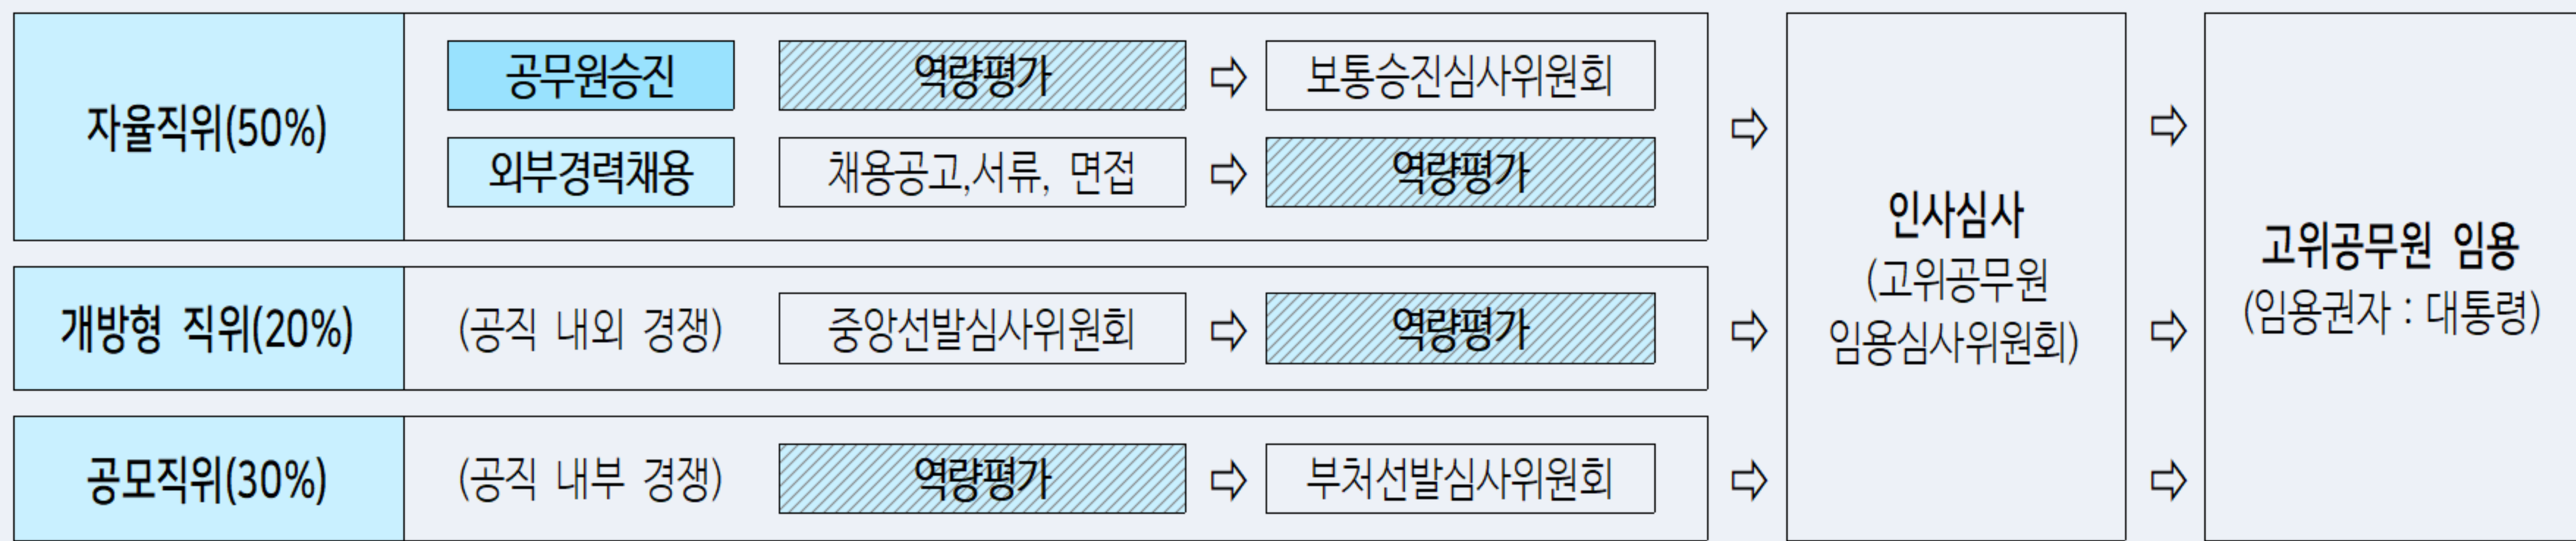 자율직위(50%)
공무원승진
역량평가
⇨
보통승진심사위원회
외부경력채용
채용공고,서류, 면접
⇨
역량평가
⇨
개방형 직위(20%)
(공직 내외 경쟁)
중앙선발심사위원회
⇨
역량평가
⇨
공모직위(30%)
(공직 내부 경쟁)
역량평가
⇨
부처선발심사위원회
⇨
인사심사
(고위공무원
임용심사위원회)
⇨
⇨
⇨
고위공무원 임용
(임용권자 : 대통령)